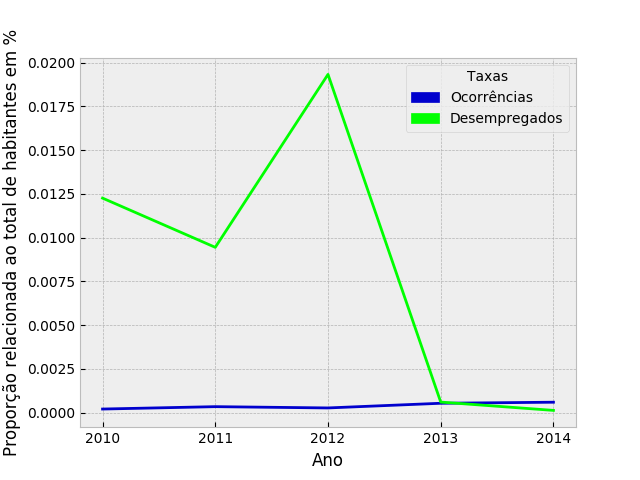 Proporção relacionada ao total de habitantes em %
0.0200
0.0175
0.0150
0.0125
0.0100
0.0075
0.0050
0.0025
0.0000
Taxas
Ocorrências
Desempregados
2010 2011 2012 2013 2014
Ano